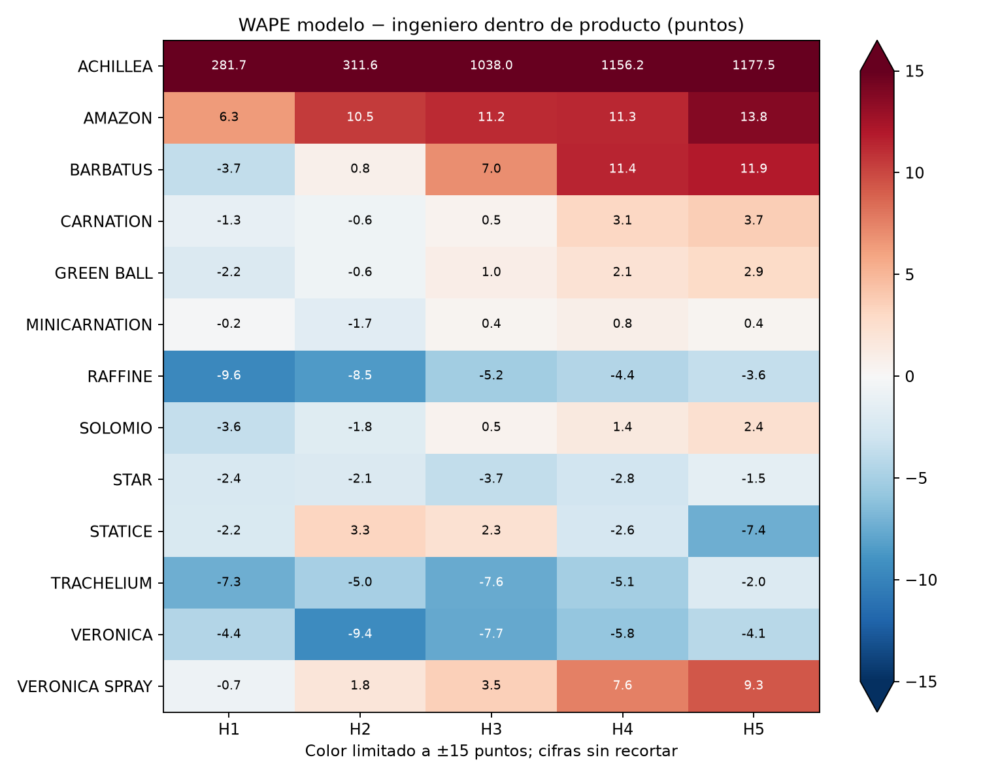 WAPE modelo − ingeniero dentro de producto (puntos)
ACHILLEA 281.7 311.6 1038.0 1156.2 1177.5
AMAZON 6.3 10.5 11.2 11.3 13.8
BARBATUS -3.7 0.8 7.0 11.4 11.9
CARNATION -1.3 -0.6 0.5 3.1 3.7
GREEN BALL -2.2 -0.6 1.0 2.1 2.9
MINICARNATION -0.2 -1.7 0.4 0.8 0.4
RAFFINE -9.6 -8.5 -5.2 -4.4 -3.6
SOLOMIO -3.6 -1.8 0.5 1.4 2.4
STAR -2.4 -2.1 -3.7 -2.8 -1.5
STATICE -2.2 3.3 2.3 -2.6 -7.4
TRACHELIUM -7.3 -5.0 -7.6 -5.1 -2.0
VERONICA -4.4 -9.4 -7.7 -5.8 -4.1
VERONICA SPRAY -0.7 1.8 3.5 7.6 9.3
H1 H2 H3 H4 H5
Color limitado a ±15 puntos; cifras sin recortar
15
10
5
0
−5
−10
−15